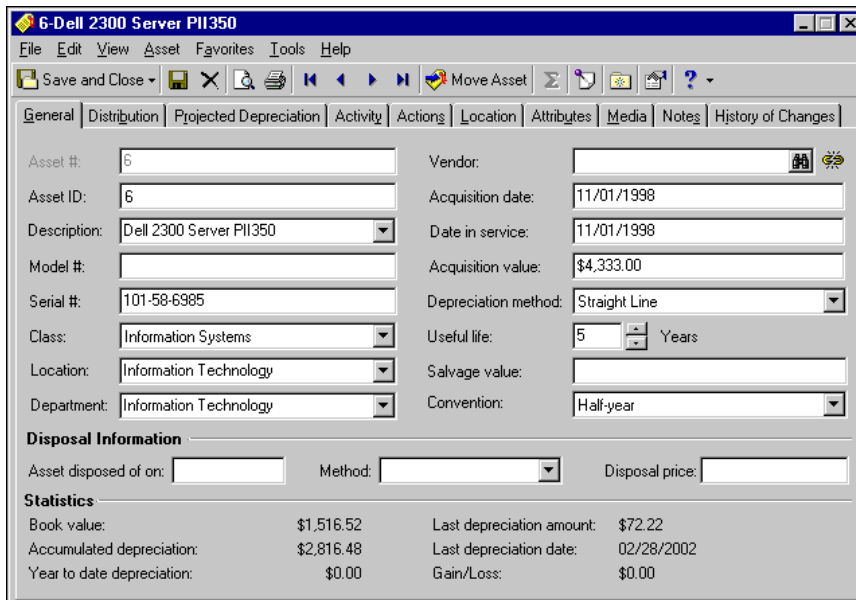 6-Dell 2300 Server PII350
File Edit View Asset Favorites Tools Help
Save and Close Move Asset Σ ?
General Distribution Projected Depreciation Activity Actions Location Attributes Media Notes History of Changes
Asset #: 6 Vendor:
Asset ID: 6 Acquisition date: 11/01/1998
Description: Dell 2300 Server PII350 Date in service: 11/01/1998
Model #: Acquisition value: $4,333.00
Serial #: 101-58-6985 Depreciation method: Straight Line
Class: Information Systems Useful life: 5 Years
Location: Information Technology Salvage value:
Department: Information Technology Convention: Half-year
Disposal Information
Asset disposed of on: Method: Disposal price:
Statistics
Book value: $1,516.52 Last depreciation amount: $72.22
Accumulated depreciation: $2,816.48 Last depreciation date: 02/28/2002
Year to date depreciation: $0.00 Gain/Loss: $0.00